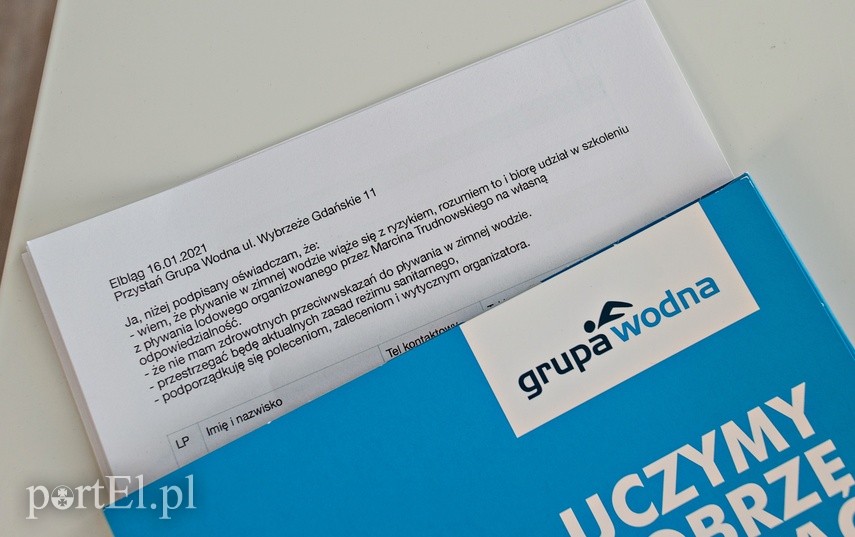 Elbląg 16.01.2021
Przystań Grupa Wodna ul. Wybrzeże Gdańskie 11
Ja, niżej podpisany oświadczam, że:
- wiem, że pływanie w zimnej wodzie wiąże się z ryzykiem, rozumiem to i biorę udział w szkoleniu
z pływania lodowego organizowanego przez Marcina Trudnowskiego na własną
odpowiedzialność.
- że nie mam zdrowotnych przeciwwskazań do pływania w zimnej wodzie.
- przestrzegać będę aktualnych zasad reżimu sanitarnego,
- podporządkuję się poleceniom, zaleceniom i wytycznym organizatora.
LP Imię i nazwisko Tel kontaktowy
grupa wodna
UCZYMY
portEl.pl